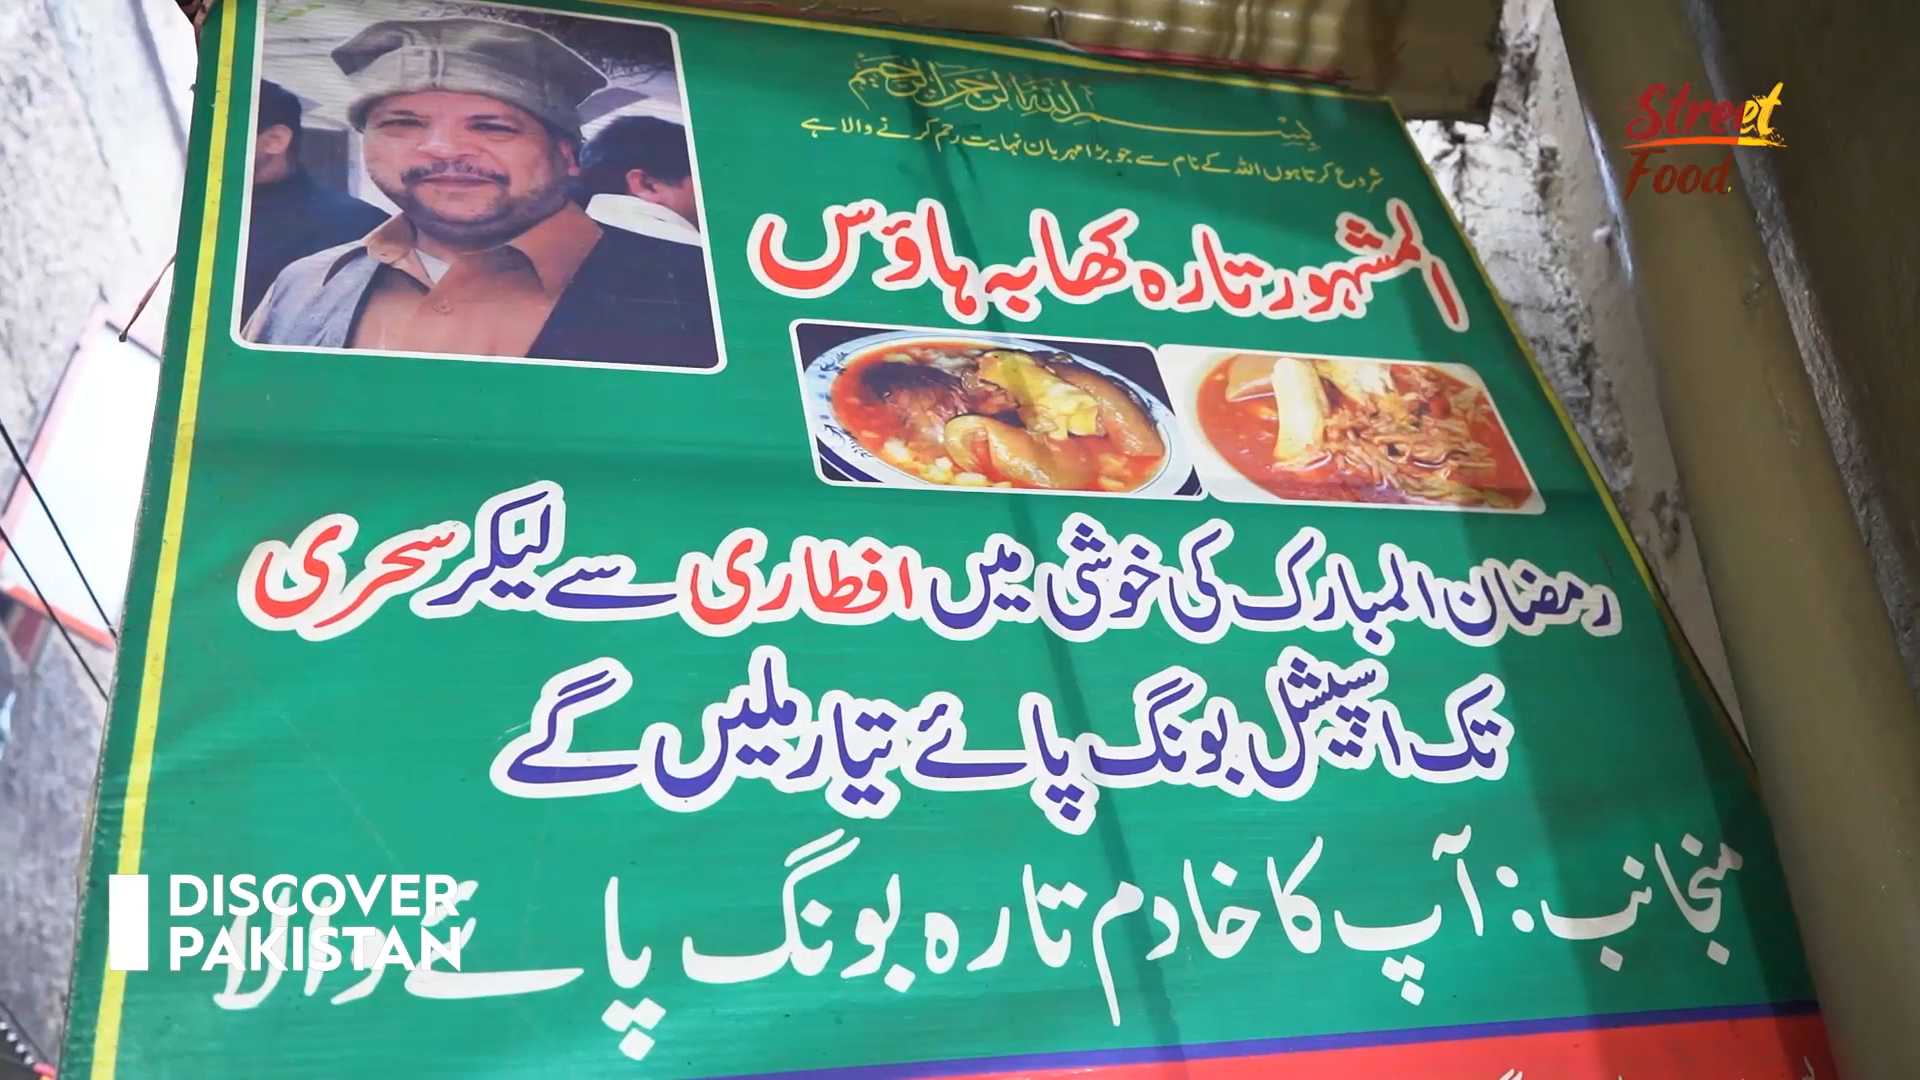 بسم اللہ الرحمن الرحیم
شروع کرتا ہوں اللہ کے نام سے جو بڑا مہربان نہایت رحم کرنے والا ہے
المشہور تارہ کھابہ ہاؤس
رمضان المبارک کی خوشی میں افطاری سے لیکر سحری
تک اسپیشل بونگ پائے تیار ملیں گے
منجانب : آپ کا خادم تارہ بونگ پائے والا
Street
Food
DISCOVER
PAKISTAN